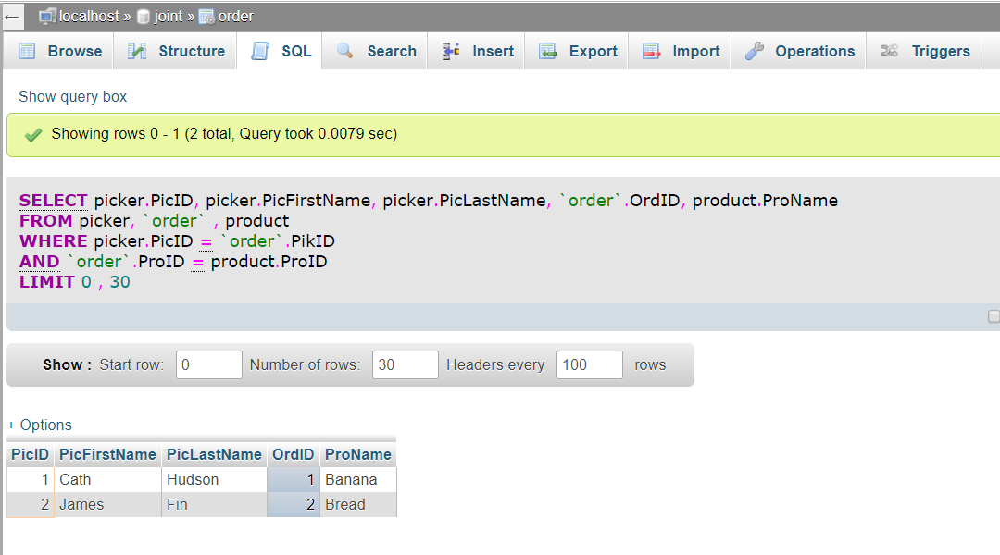 ← localhost » joint » order
Browse Structure SQL Search Insert Export Import Operations Triggers
Show query box
Showing rows 0 - 1 (2 total, Query took 0.0079 sec)
SELECT picker.PicID, picker.PicFirstName, picker.PicLastName, `order`.OrdID, product.ProName
FROM picker, `order` , product
WHERE picker.PicID = `order`.PikID
AND `order`.ProID = product.ProID
LIMIT 0 , 30
Show : Start row: 0 Number of rows: 30 Headers every 100 rows
+ Options
PicID PicFirstName PicLastName OrdID ProName
1 Cath Hudson 1 Banana
2 James Fin 2 Bread